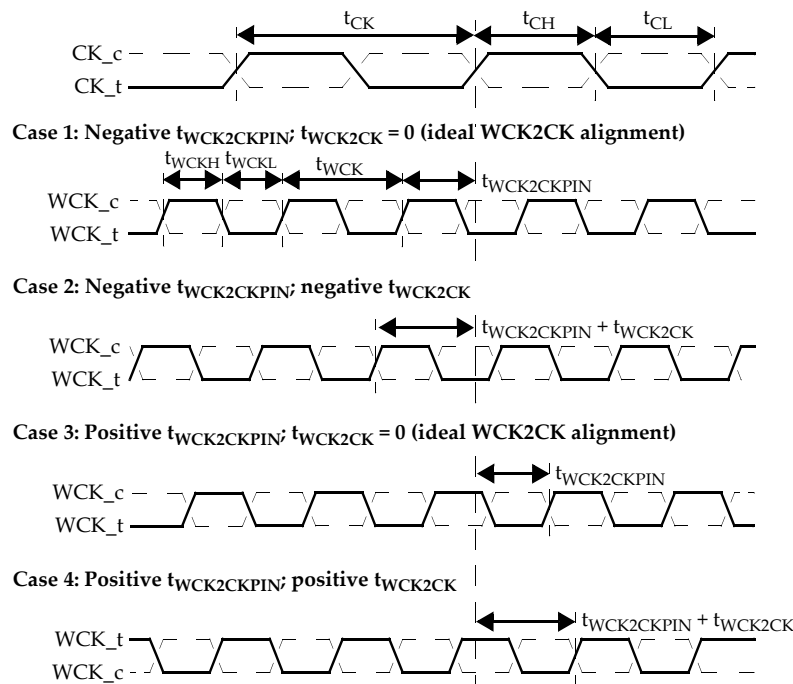 tCK tCH tCL
CK_c
CK_t
Case 1: Negative tWCK2CKPIN; tWCK2CK = 0 (ideal WCK2CK alignment)
tWCKH tWCKL tWCK tWCK2CKPIN
WCK_c
WCK_t
Case 2: Negative tWCK2CKPIN; negative tWCK2CK
tWCK2CKPIN + tWCK2CK
WCK_c
WCK_t
Case 3: Positive tWCK2CKPIN; tWCK2CK = 0 (ideal WCK2CK alignment)
tWCK2CKPIN
WCK_c
WCK_t
Case 4: Positive tWCK2CKPIN; positive tWCK2CK
tWCK2CKPIN + tWCK2CK
WCK_t
WCK_c